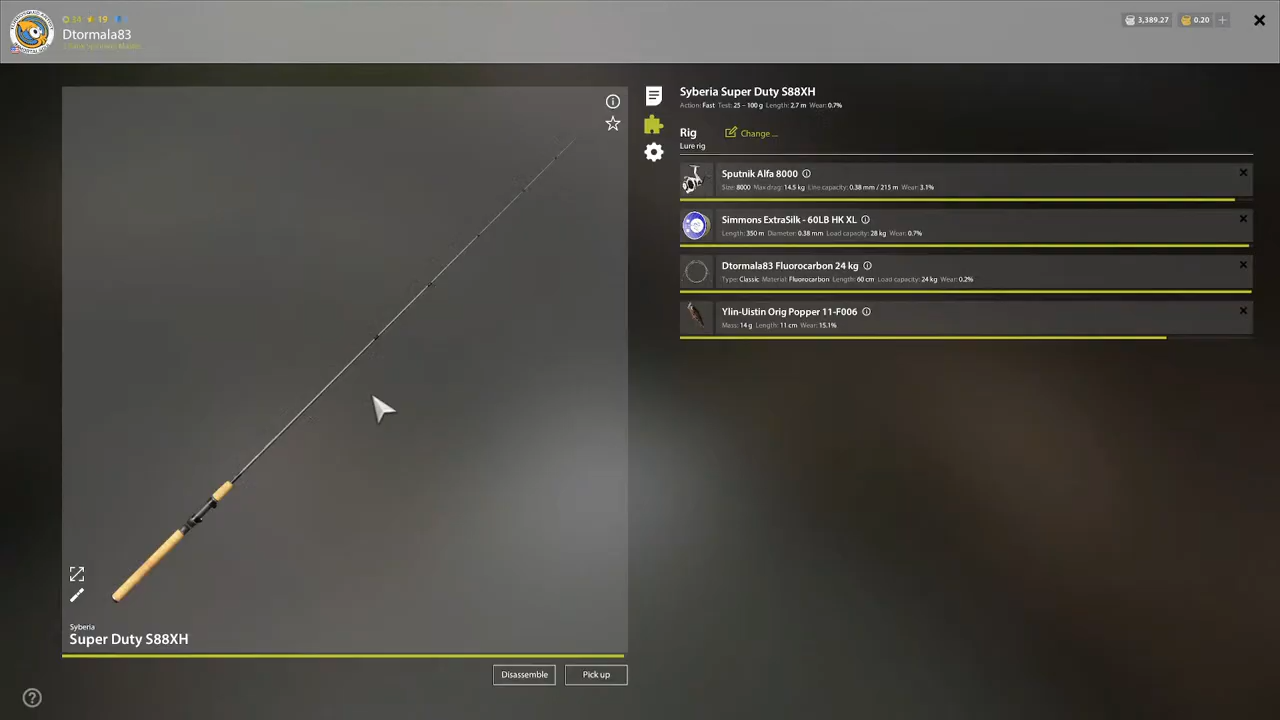 34 19
Dtormala83
3,389.27 0.20
Syberia Super Duty S88XH
Action: Fast Test: 25 – 100 g Length: 2.7 m Wear: 0.7%
Rig Change ...
Lure rig
Sputnik Alfa 8000
Size: 8000 Max drag: 14.5 kg Line capacity: 0.38 mm / 215 m Wear: 3.1%
Simmons ExtraSilk - 60LB HK XL
Length: 350 m Diameter: 0.38 mm Load capacity: 28 kg Wear: 0.7%
Dtormala83 Fluorocarbon 24 kg
Type: Classic Material: Fluorocarbon Length: 60 cm Load capacity: 24 kg Wear: 0.2%
Ylin-Uistin Orig Popper 11-F006
Mass: 14 g Length: 11 cm Wear: 15.1%
Syberia
Super Duty S88XH
Disassemble Pick up